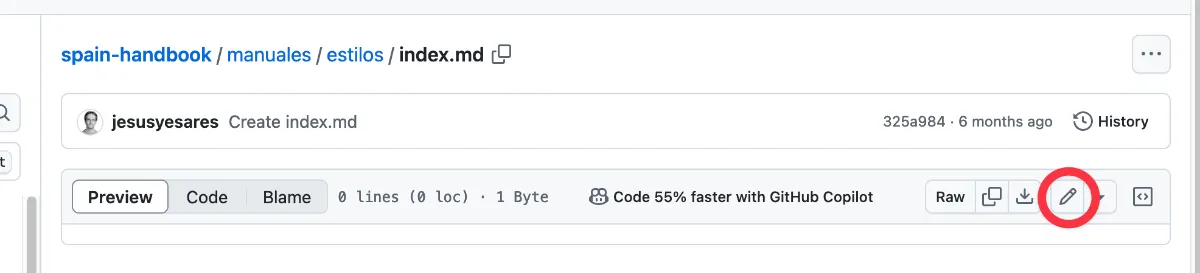 spain-handbook / manuales / estilos / index.md
jesusyesares Create index.md 325a984 · 6 months ago History
t
Preview Code Blame 0 lines (0 loc) · 1 Byte Code 55% faster with GitHub Copilot Raw